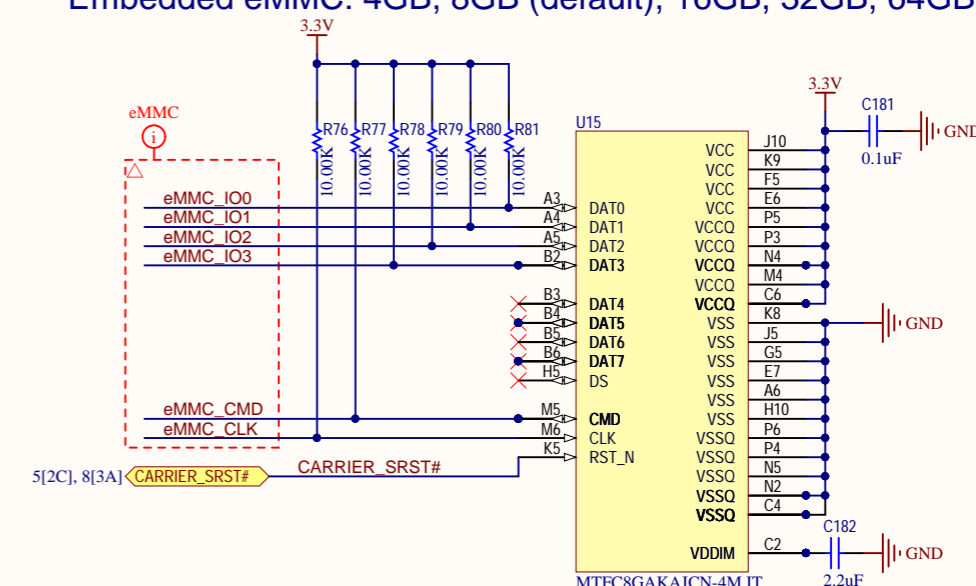 Embedded eMMC: 4GB, 8GB (default), 16GB, 32GB, 64GB
3.3V
3.3V
C181
GND
0.1uF
eMMC
i
R76 R77 R78 R79 R80 R81
10.00K 10.00K 10.00K 10.00K 10.00K 10.00K
U15
VCC J10
VCC K9
VCC F5
eMMC_IO0 A3 DAT0 VCC E6
eMMC_IO1 A4 DAT1 VCCQ P5
eMMC_IO2 A5 DAT2 VCCQ P3
eMMC_IO3 B2 DAT3 VCCQ N4
VCCQ M4
B3 DAT4 VCCQ C6
B4 DAT5 VSS K8 GND
B5 DAT6 VSS J5
B6 DAT7 VSS G5
H5 DS VSS E7
VSS A6
eMMC_CMD M5 CMD VSS H10
eMMC_CLK M6 CLK VSSQ P6
5[2C], 8[3A] CARRIER_SRST# CARRIER_SRST# K5 RST_N VSSQ P4
VSSQ N5
VSSQ N2
VSSQ C4
C182
VDDIM C2 GND
2.2uF
MTFC8GAKAJCN-4M IT